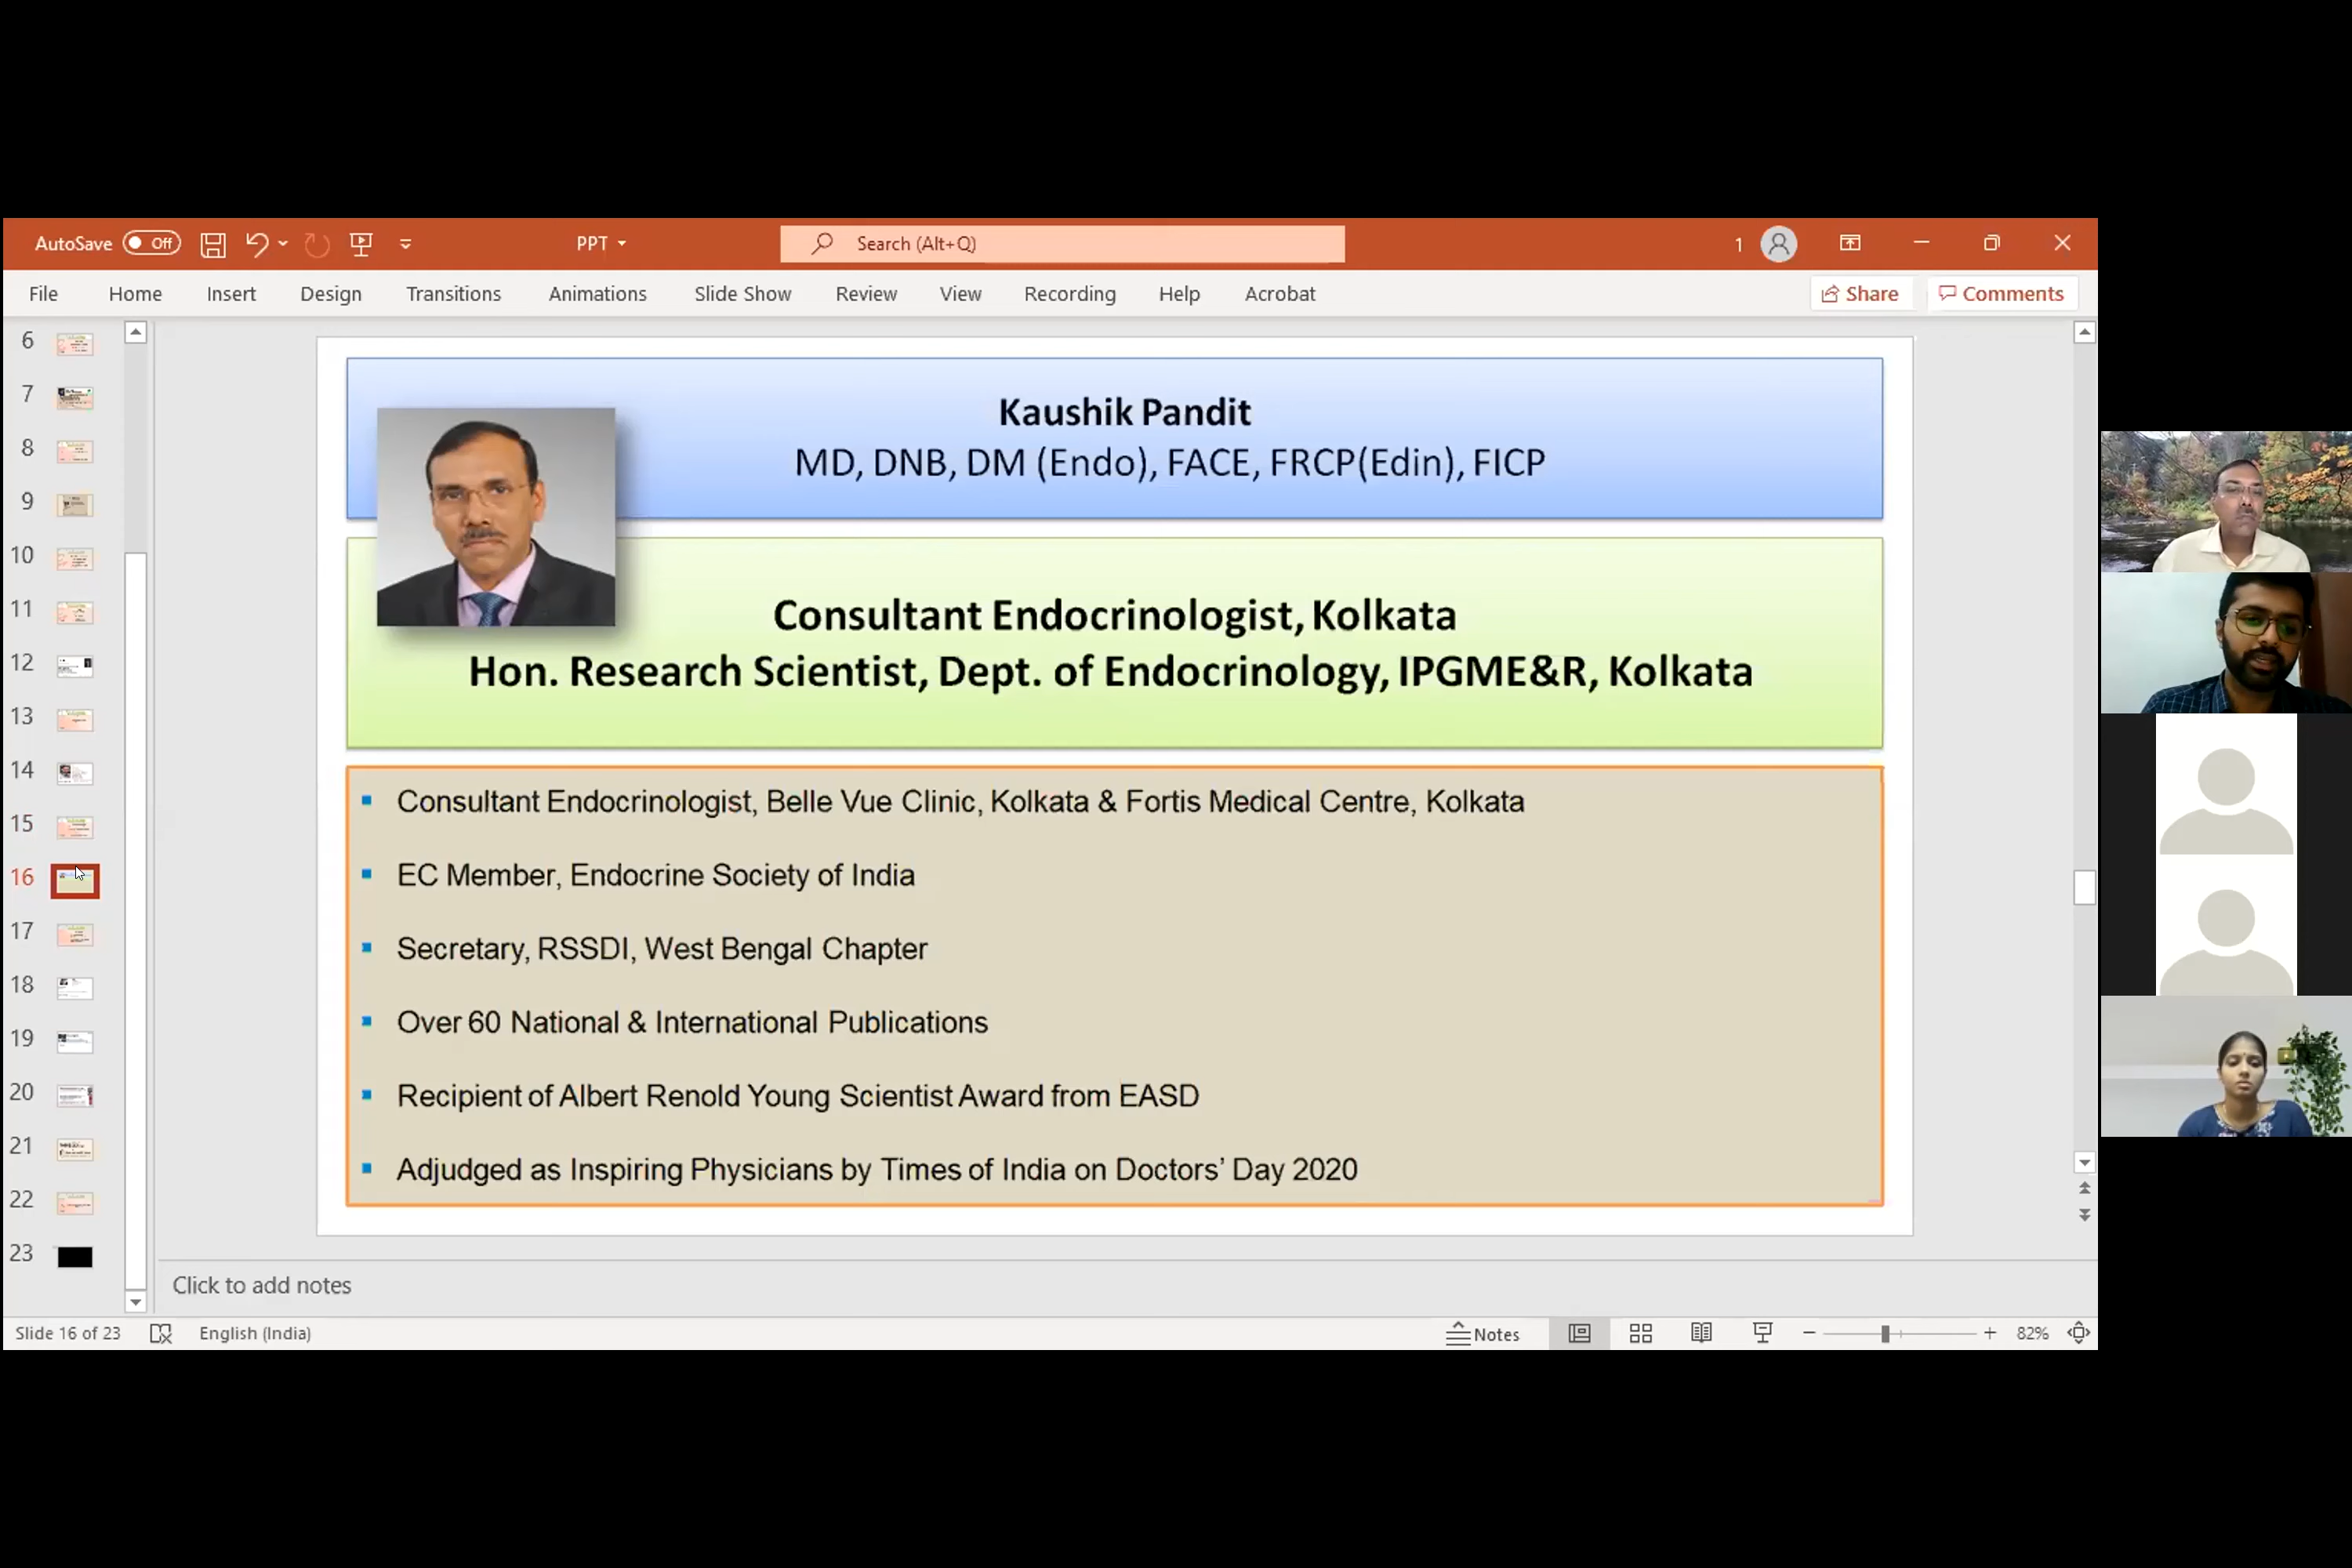 AutoSave Off PPT Search (Alt+Q) 1
File Home Insert Design Transitions Animations Slide Show Review View Recording Help Acrobat Share Comments
6
7
8
9
10
11
12
13
14
15
16
17
18
19
20
21
22
23
Kaushik Pandit
MD, DNB, DM (Endo), FACE, FRCP(Edin), FICP
Consultant Endocrinologist, Kolkata
Hon. Research Scientist, Dept. of Endocrinology, IPGME&R, Kolkata
Consultant Endocrinologist, Belle Vue Clinic, Kolkata & Fortis Medical Centre, Kolkata
EC Member, Endocrine Society of India
Secretary, RSSDI, West Bengal Chapter
Over 60 National & International Publications
Recipient of Albert Renold Young Scientist Award from EASD
Adjudged as Inspiring Physicians by Times of India on Doctors’ Day 2020
Click to add notes
Slide 16 of 23 English (India) Notes 82%